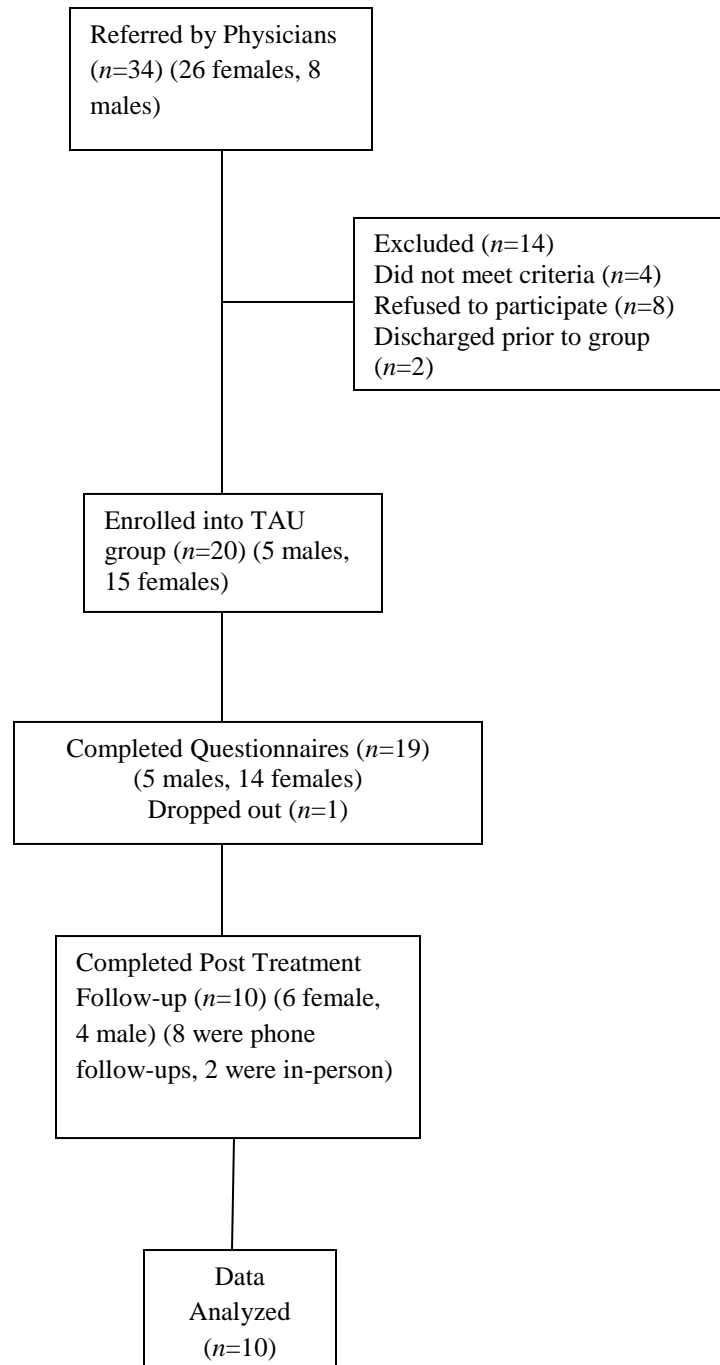 Referred by Physicians
(n=34) (26 females, 8
males)
Excluded (n=14)
Did not meet criteria (n=4)
Refused to participate (n=8)
Discharged prior to group
(n=2)
Enrolled into TAU
group (n=20) (5 males,
15 females)
Completed Questionnaires (n=19)
(5 males, 14 females)
Dropped out (n=1)
Completed Post Treatment
Follow-up (n=10) (6 female,
4 male) (8 were phone
follow-ups, 2 were in-person)
Data
Analyzed
(n=10)